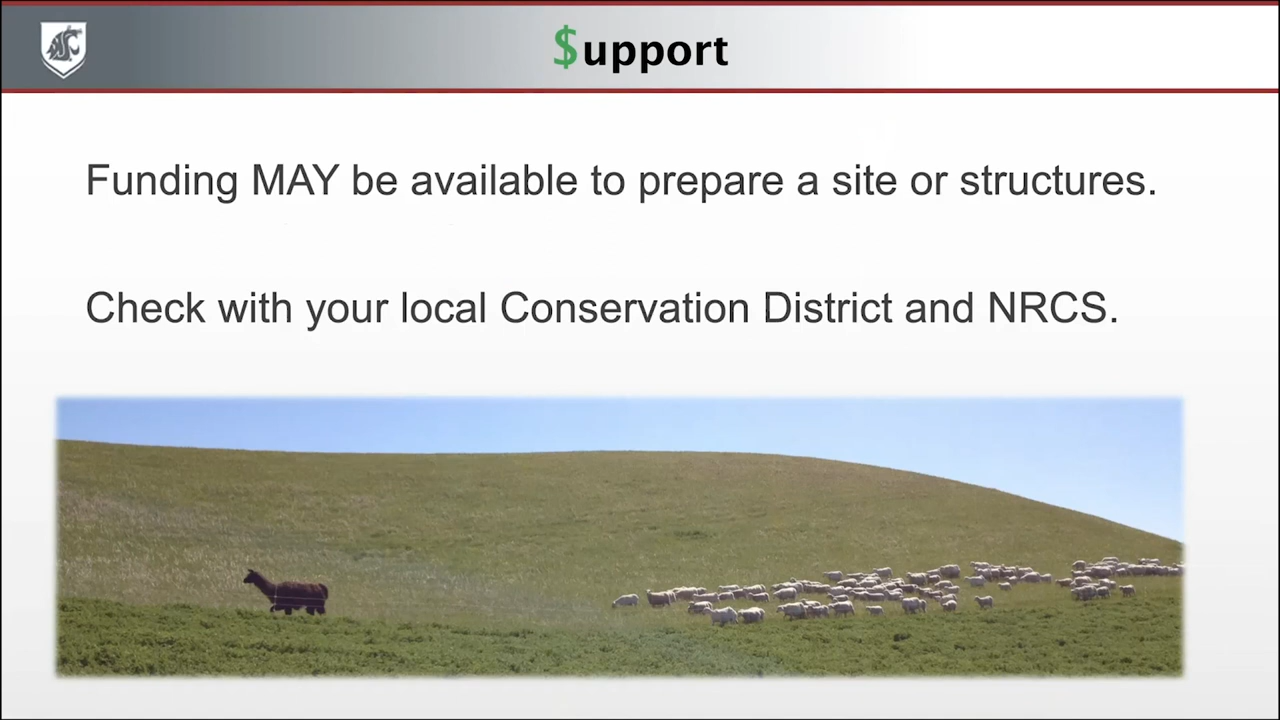 $upport
Funding MAY be available to prepare a site or structures.
Check with your local Conservation District and NRCS.